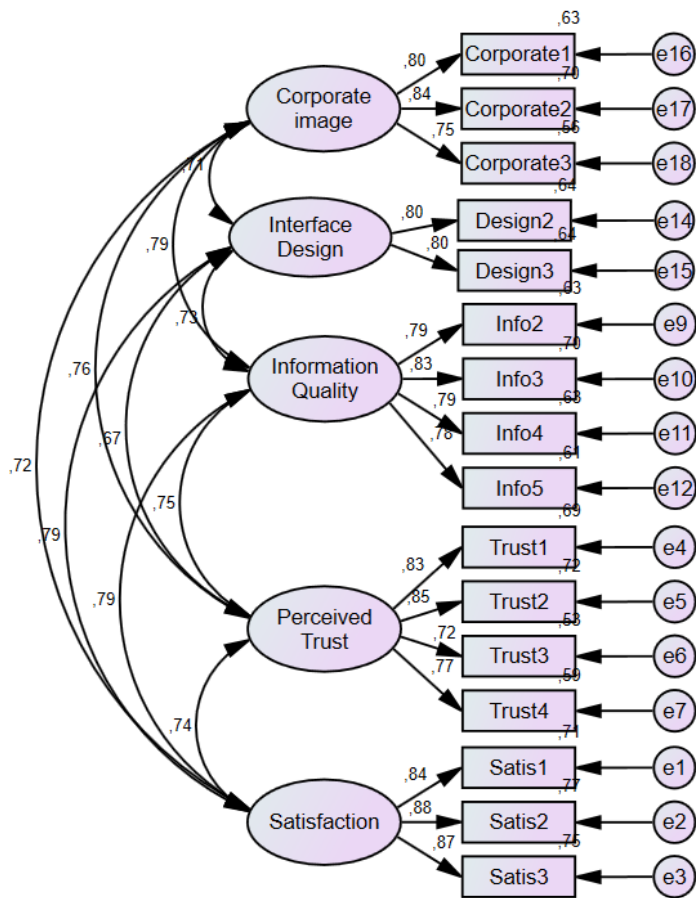 ,63
,80 Corporate1 e16
,70
Corporate image
,84 Corporate2 e17
,56
,75 Corporate3 e18
,71
,64
,80 Design2 e14
Interface Design
,64
,79
,80 Design3 e15
,63
,73
,79 Info2 e9
,70
Information Quality
,83 Info3 e10
,76
,63
,79 Info4 e11
,67
,78
,61
,72
Info5 e12
,75
,69
,79
Trust1 e4
,83
,72
,79
,85 Trust2 e5
Perceived Trust
,53
,72 Trust3 e6
,59
,77 Trust4 e7
,74
,71
,84 Satis1 e1
,77
Satisfaction
,88 Satis2 e2
,75
,87 Satis3 e3